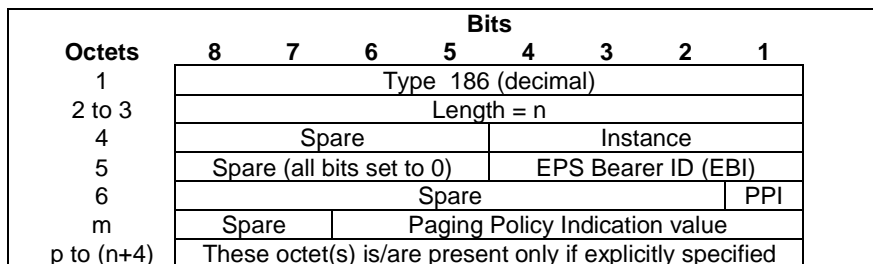 Bits
Octets 8 7 6 5 4 3 2 1
1 Type 186 (decimal)
2 to 3 Length = n
4 Spare Instance
5 Spare (all bits set to 0) EPS Bearer ID (EBI)
6 Spare PPI
m Spare Paging Policy Indication value
p to (n+4) These octet(s) is/are present only if explicitly specified